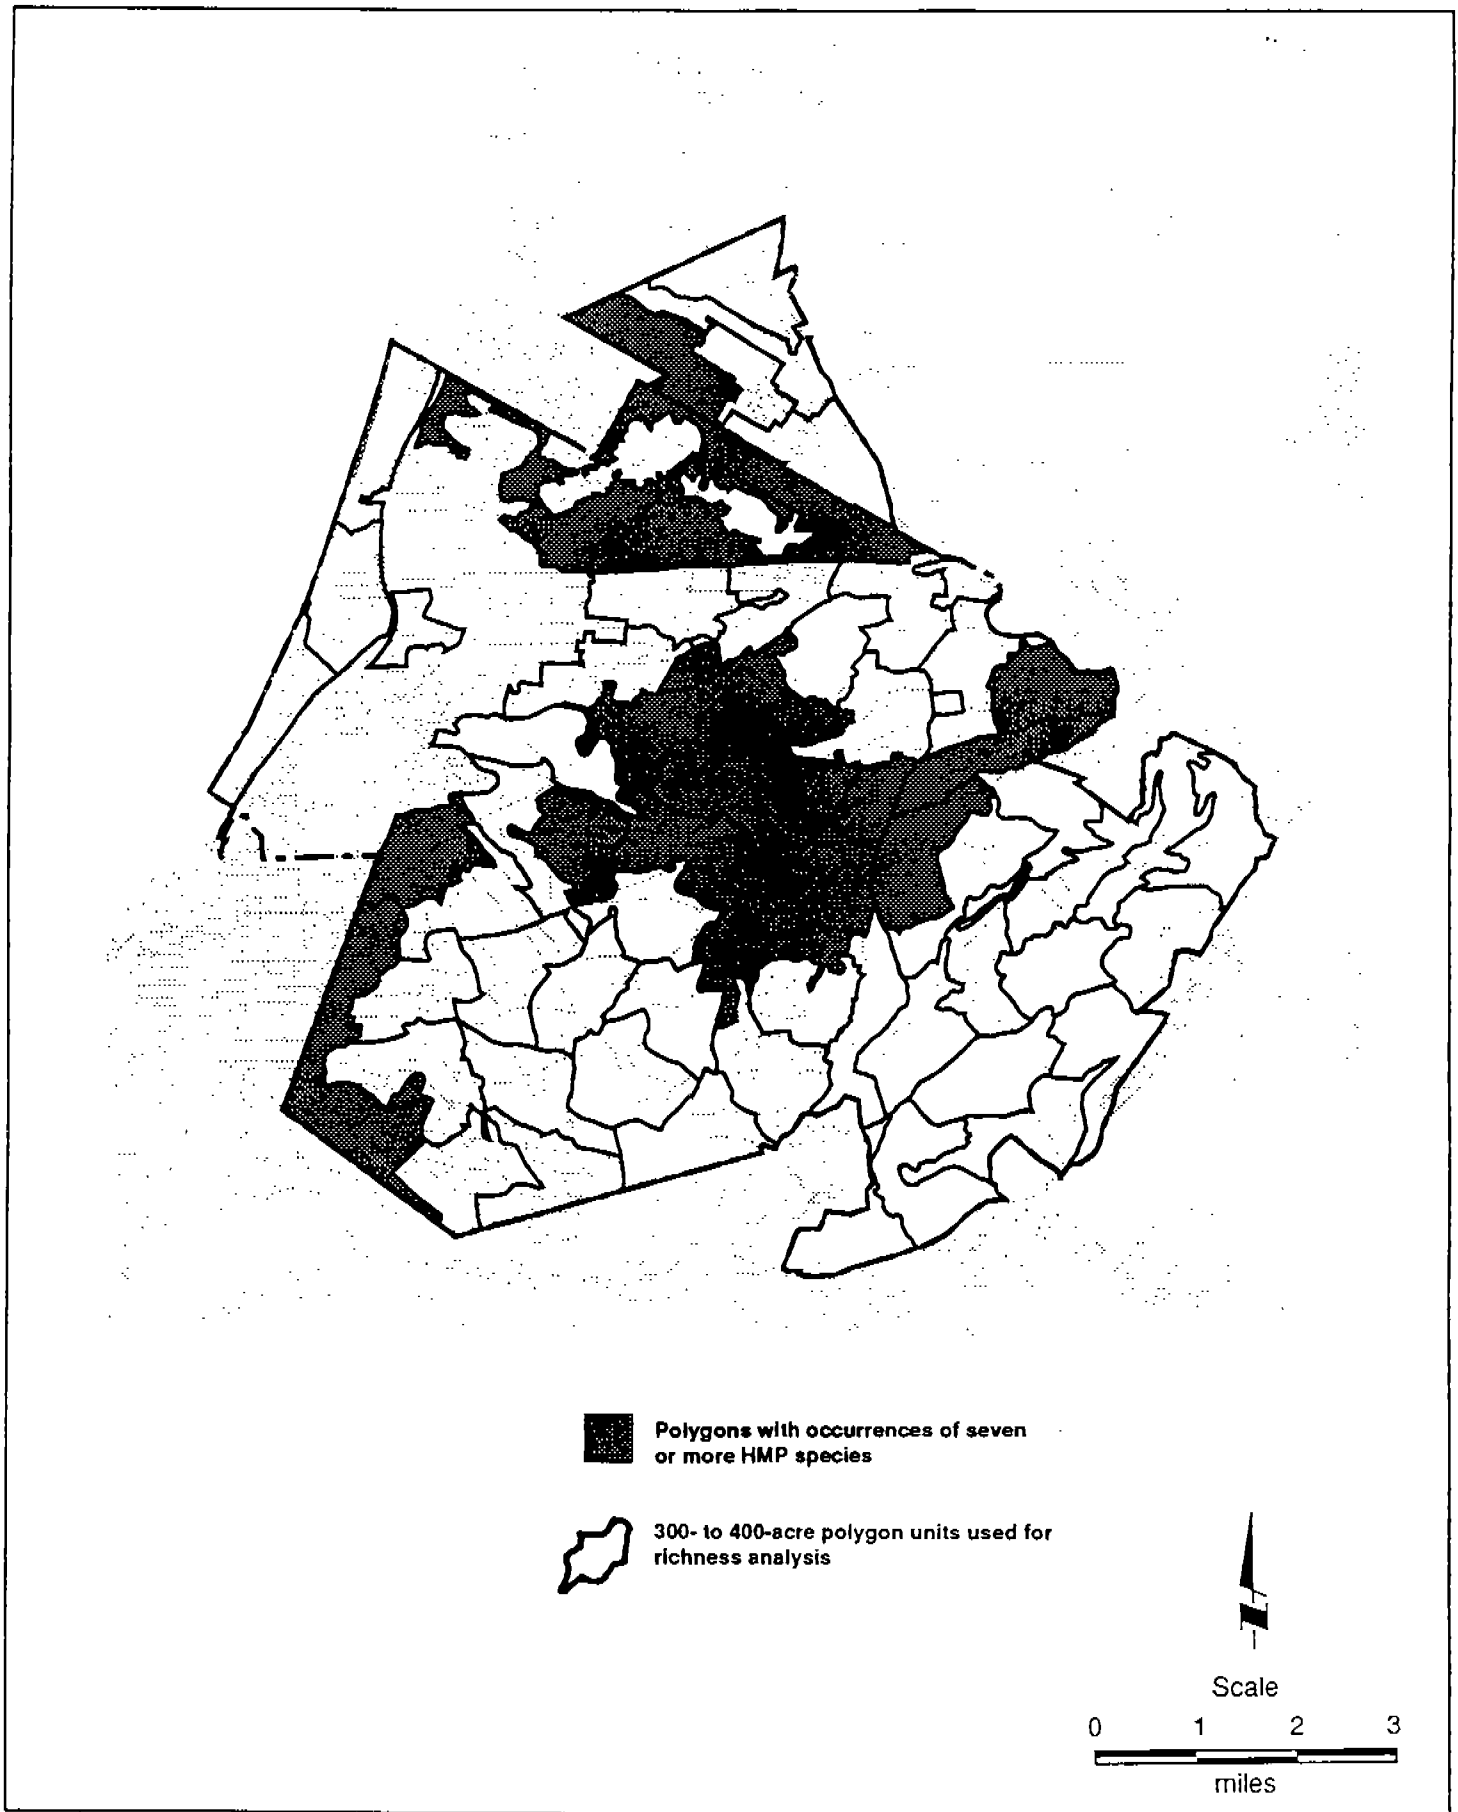 Polygons with occurrences of seven
or more HMP species
300- to 400-acre polygon units used for
richness analysis
N
Scale
0 1 2 3
miles